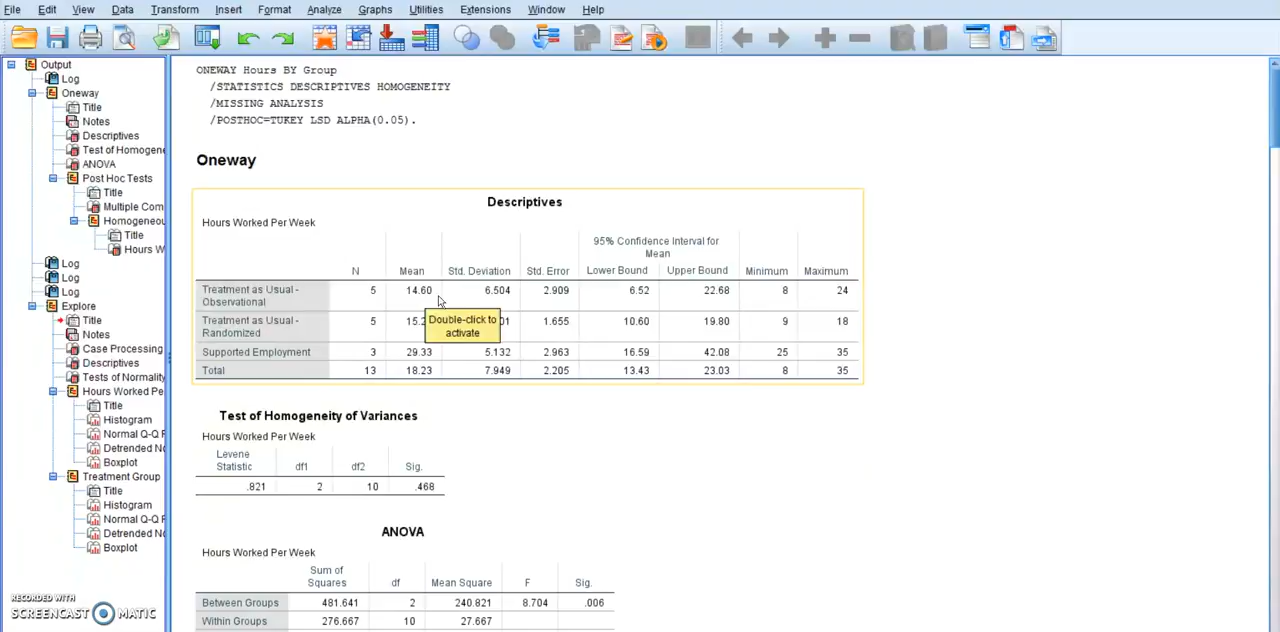 File Edit View Data Transform Insert Format Analyze Graphs Utilities Extensions Window Help
Output
Log
Oneway
Title
Notes
Descriptives
Test of Homogen
ANOVA
Post Hoc Tests
Title
Multiple Com
Homogeneou
Title
Hours W
Log
Log
Log
Explore
Title
Notes
Case Processing
Descriptives
Tests of Normality
Hours Worked Pe
Title
Histogram
Normal Q-Q P
Detrended No
Boxplot
Treatment Group
Title
Histogram
Normal Q-Q P
Detrended No
Boxplot
RECORDED WITH
SCREENCAST MATIC
ONEWAY Hours BY Group
/STATISTICS DESCRIPTIVES HOMOGENEITY
/MISSING ANALYSIS
/POSTHOC=TUKEY LSD ALPHA(0.05).
Oneway
Descriptives
Hours Worked Per Week
95% Confidence Interval for
Mean
N Mean Std. Deviation Std. Error Lower Bound Upper Bound Minimum Maximum
Treatment as Usual - 5 14.60 6.504 2.909 6.52 22.68 8 24
Observational
Treatment as Usual - 5 1.655 10.60 19.80 9 18
Randomized
Double-click to
activate
Supported Employment 3 29.33 5.132 2.963 16.59 42.08 25 35
Total 13 18.23 7.949 2.205 13.43 23.03 8 35
Test of Homogeneity of Variances
Hours Worked Per Week
Levene
Statistic df1 df2 Sig.
.821 2 10 .468
ANOVA
Hours Worked Per Week
Sum of
Squares df Mean Square F Sig.
Between Groups 481.641 2 240.821 8.704 .006
Within Groups 276.667 10 27.667